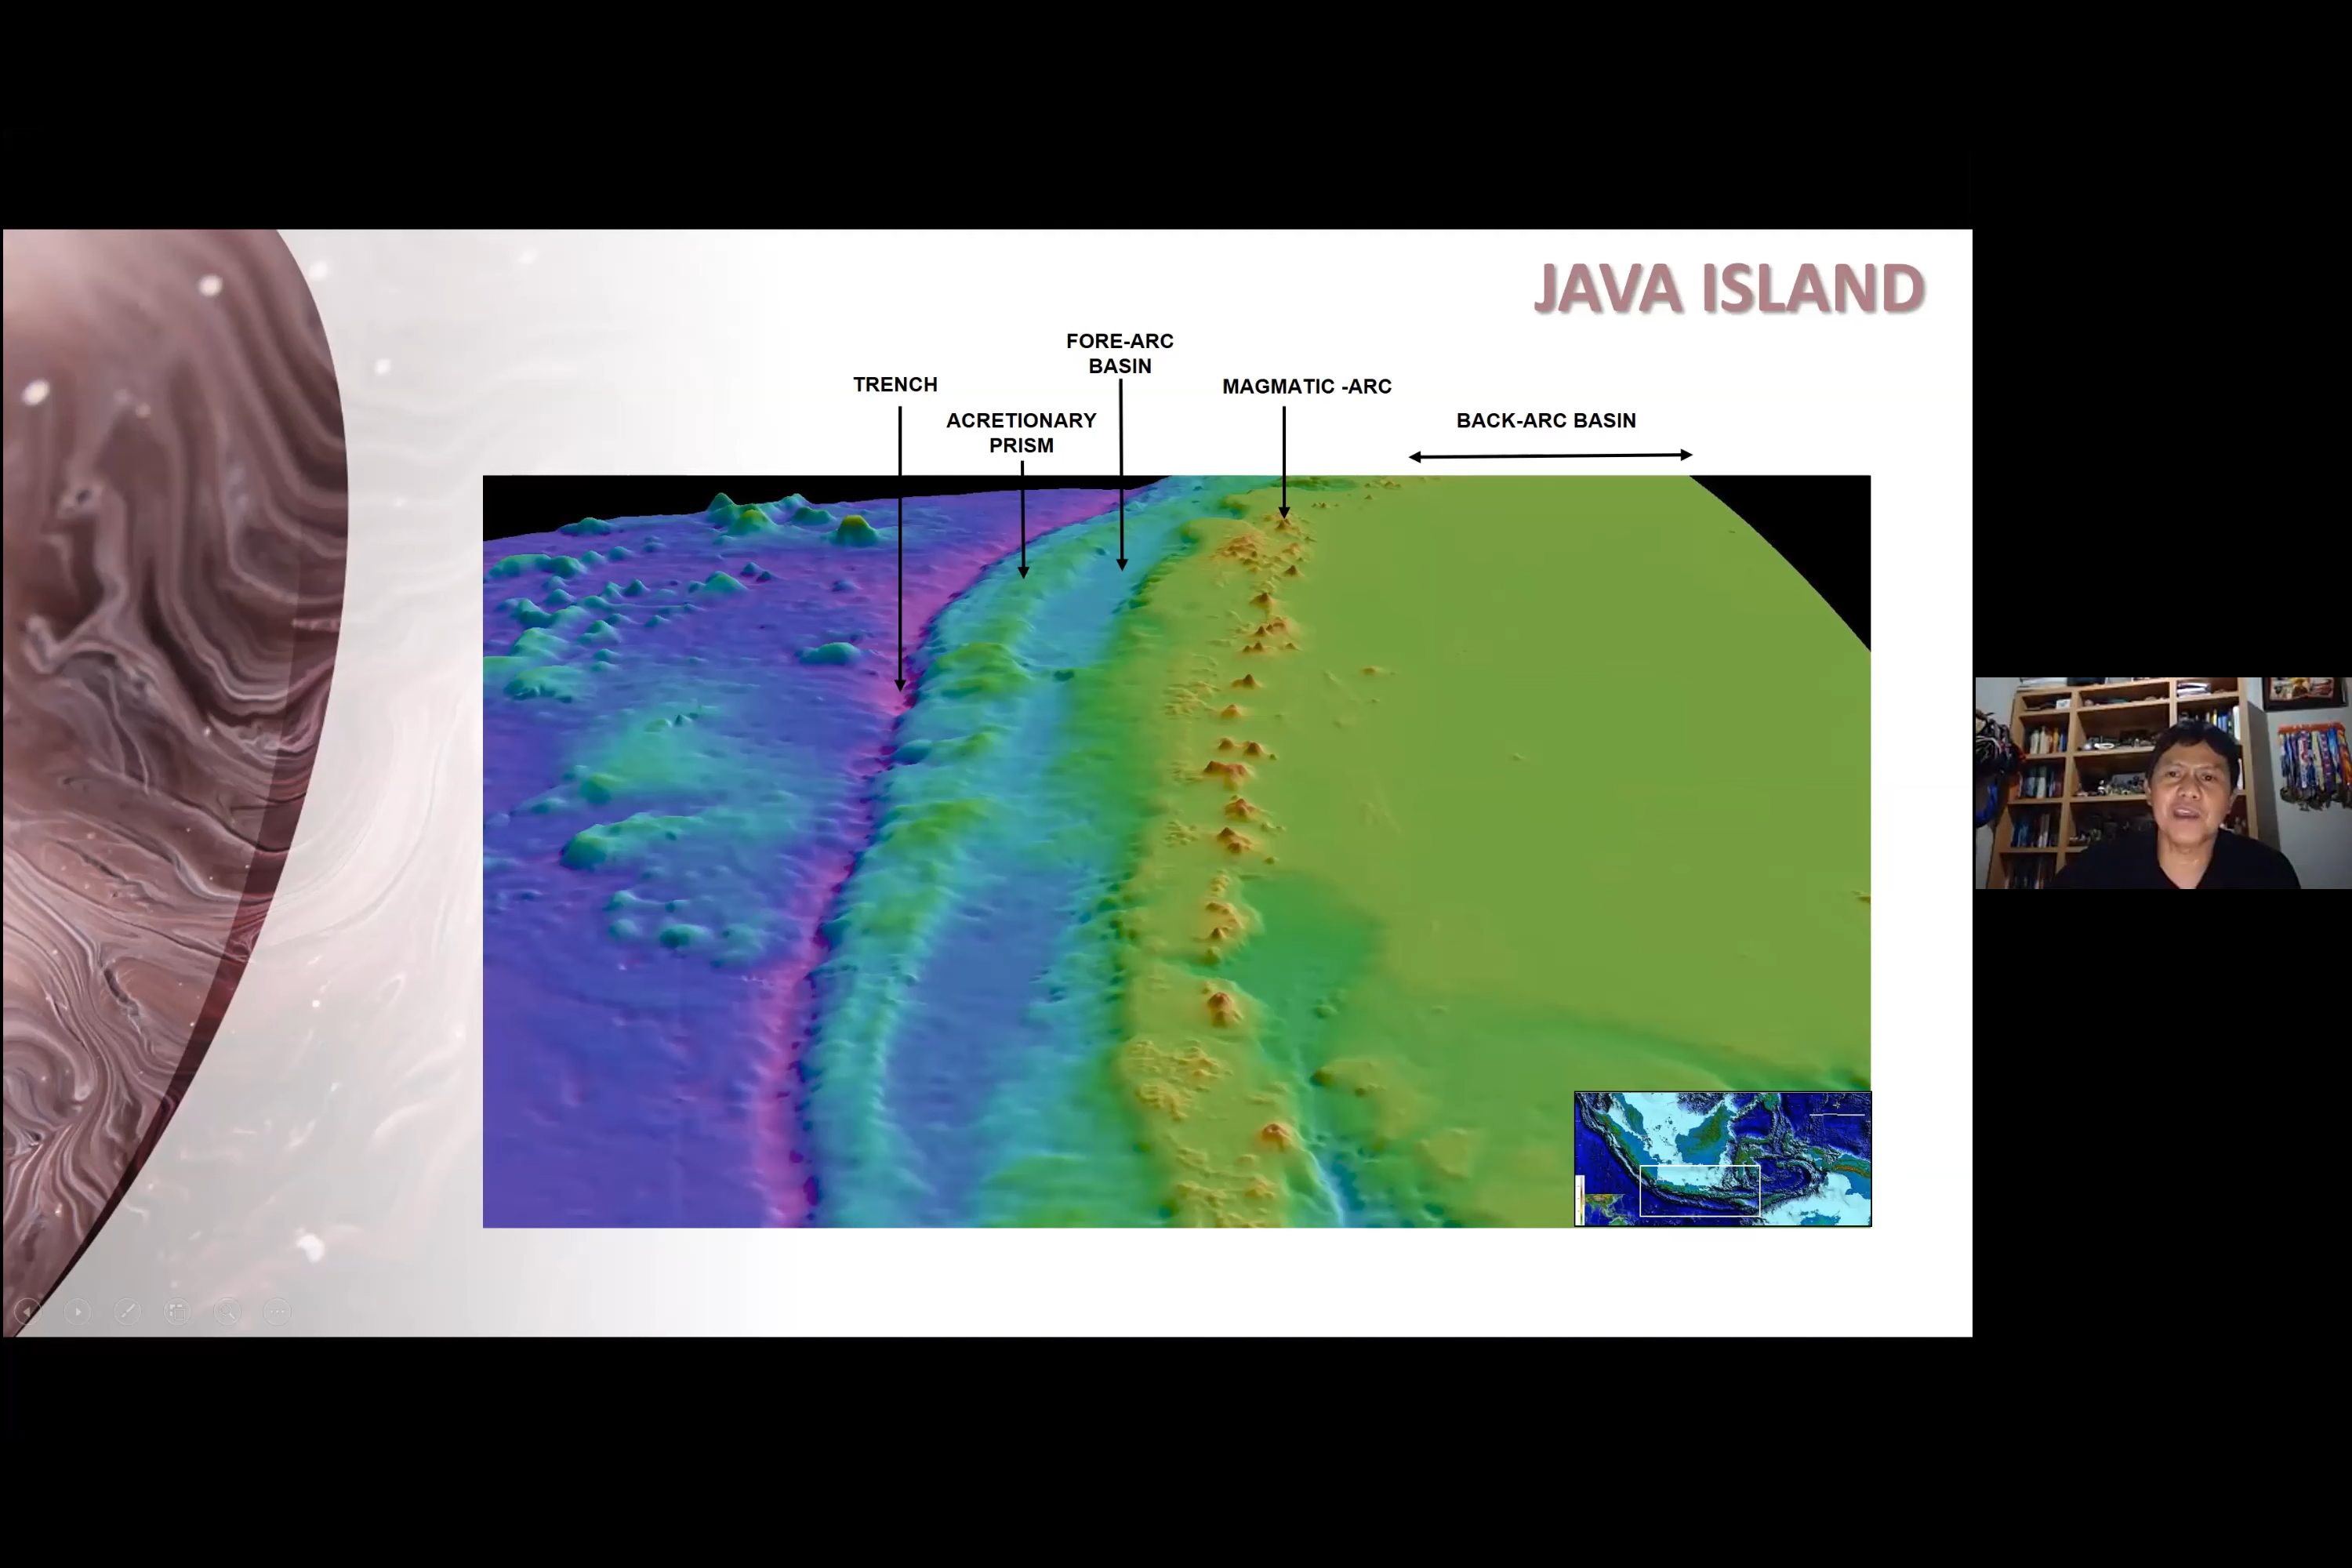 JAVA ISLAND
FORE-ARC
BASIN
TRENCH
MAGMATIC -ARC
ACRETIONARY
PRISM
BACK-ARC BASIN